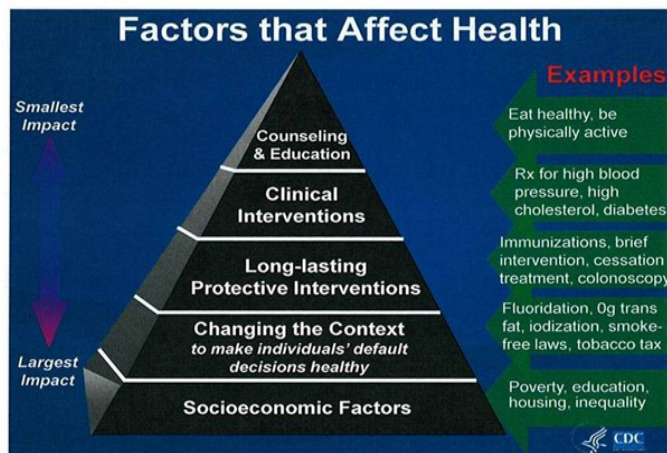 Factors that Affect Health
Examples
Smallest
Impact
Largest
Impact
Counseling
& Education
Eat healthy, be
physically active
Clinical
Interventions
Rx for high blood
pressure, high
cholesterol, diabetes
Long-lasting
Protective Interventions
Immunizations, brief
intervention, cessation
treatment, colonoscopy
Changing the Context
to make individuals' default
decisions healthy
Fluoridation, 0g trans
fat, iodization, smoke-
free laws, tobacco tax
Socioeconomic Factors
Poverty, education,
housing, inequality
CDC